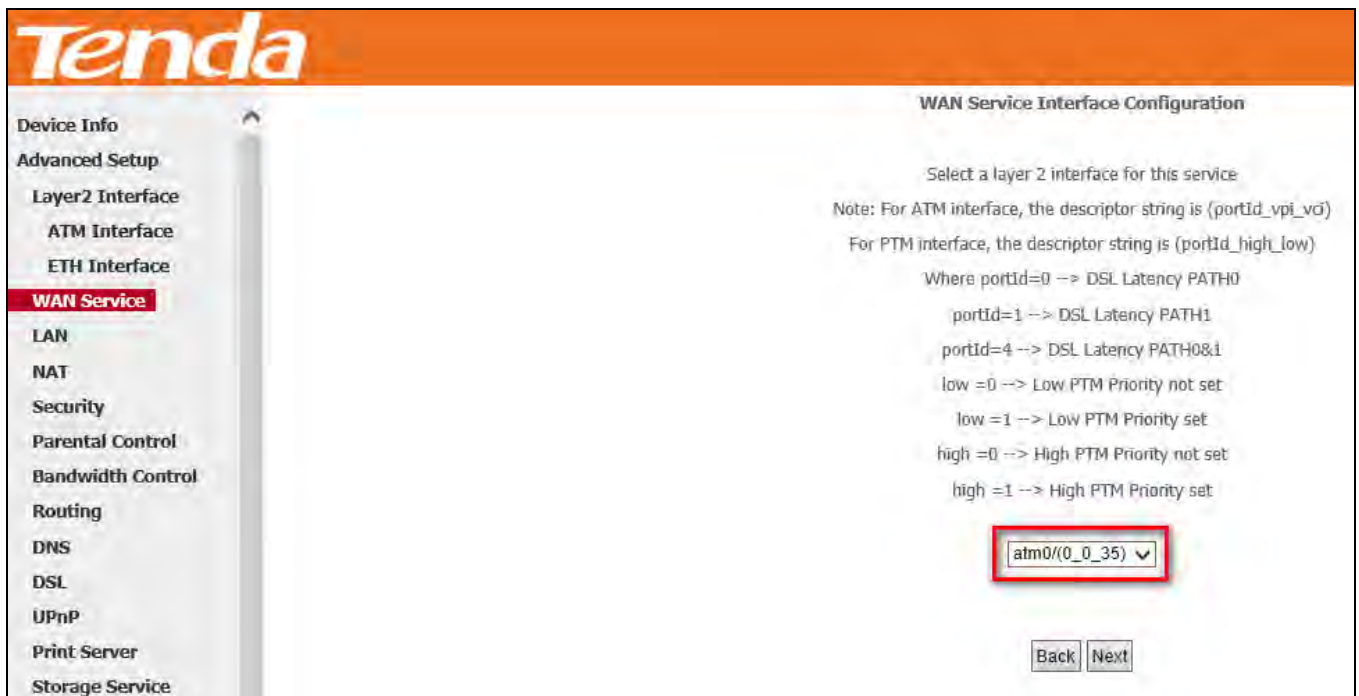 Tenda
Device Info
Advanced Setup
Layer2 Interface
ATM Interface
ETH Interface
WAN Service
LAN
NAT
Security
Parental Control
Bandwidth Control
Routing
DNS
DSL
UPnP
Print Server
Storage Service
WAN Service Interface Configuration
Select a layer 2 interface for this service
Note: For ATM interface, the descriptor string is (portId_vpi_vci)
For PTM interface, the descriptor string is (portId_high_low)
Where portId=0 --> DSL Latency PATH0
portId=1 --> DSL Latency PATH1
portId=4 --> DSL Latency PATH0&1
low =0 --> Low PTM Priority not set
low =1 --> Low PTM Priority set
high =0 --> High PTM Priority not set
high =1 --> High PTM Priority set
atm0/(0_0_35)
Back Next